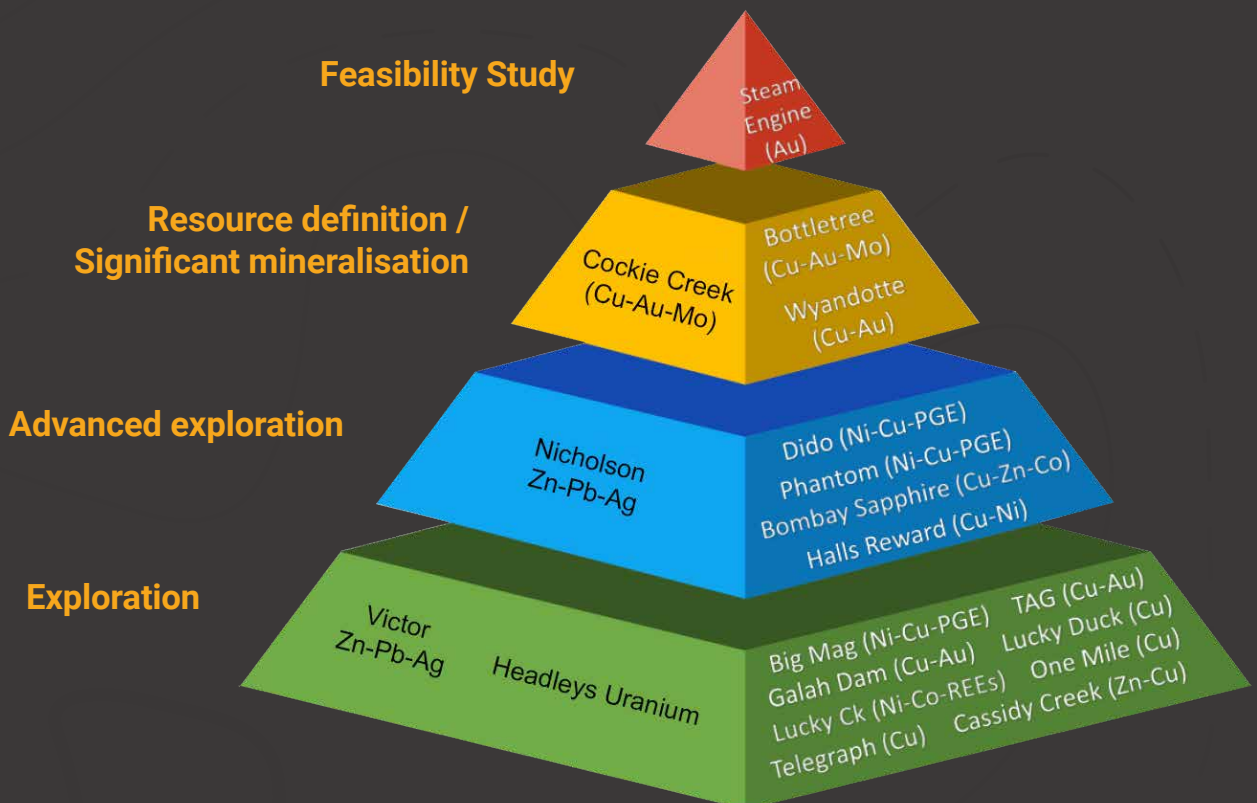 Feasibility Study
Steam
Engine
(Au)
Resource definition /
Significant mineralisation
Cockie Creek
(Cu-Au-Mo)
Bottletree
(Cu-Au-Mo)
Wyandotte
(Cu-Au)
Advanced exploration
Nicholson
Zn-Pb-Ag
Dido (Ni-Cu-PGE)
Phantom (Ni-Cu-PGE)
Bombay Sapphire (Cu-Zn-Co)
Halls Reward (Cu-Ni)
Exploration
Victor
Zn-Pb-Ag
Headleys Uranium
Big Mag (Ni-Cu-PGE) TAG (Cu-Au)
Galah Dam (Cu-Au) Lucky Duck (Cu)
Lucky Ck (Ni-Co-REEs) One Mile (Cu)
Telegraph (Cu) Cassidy Creek (Zn-Cu)